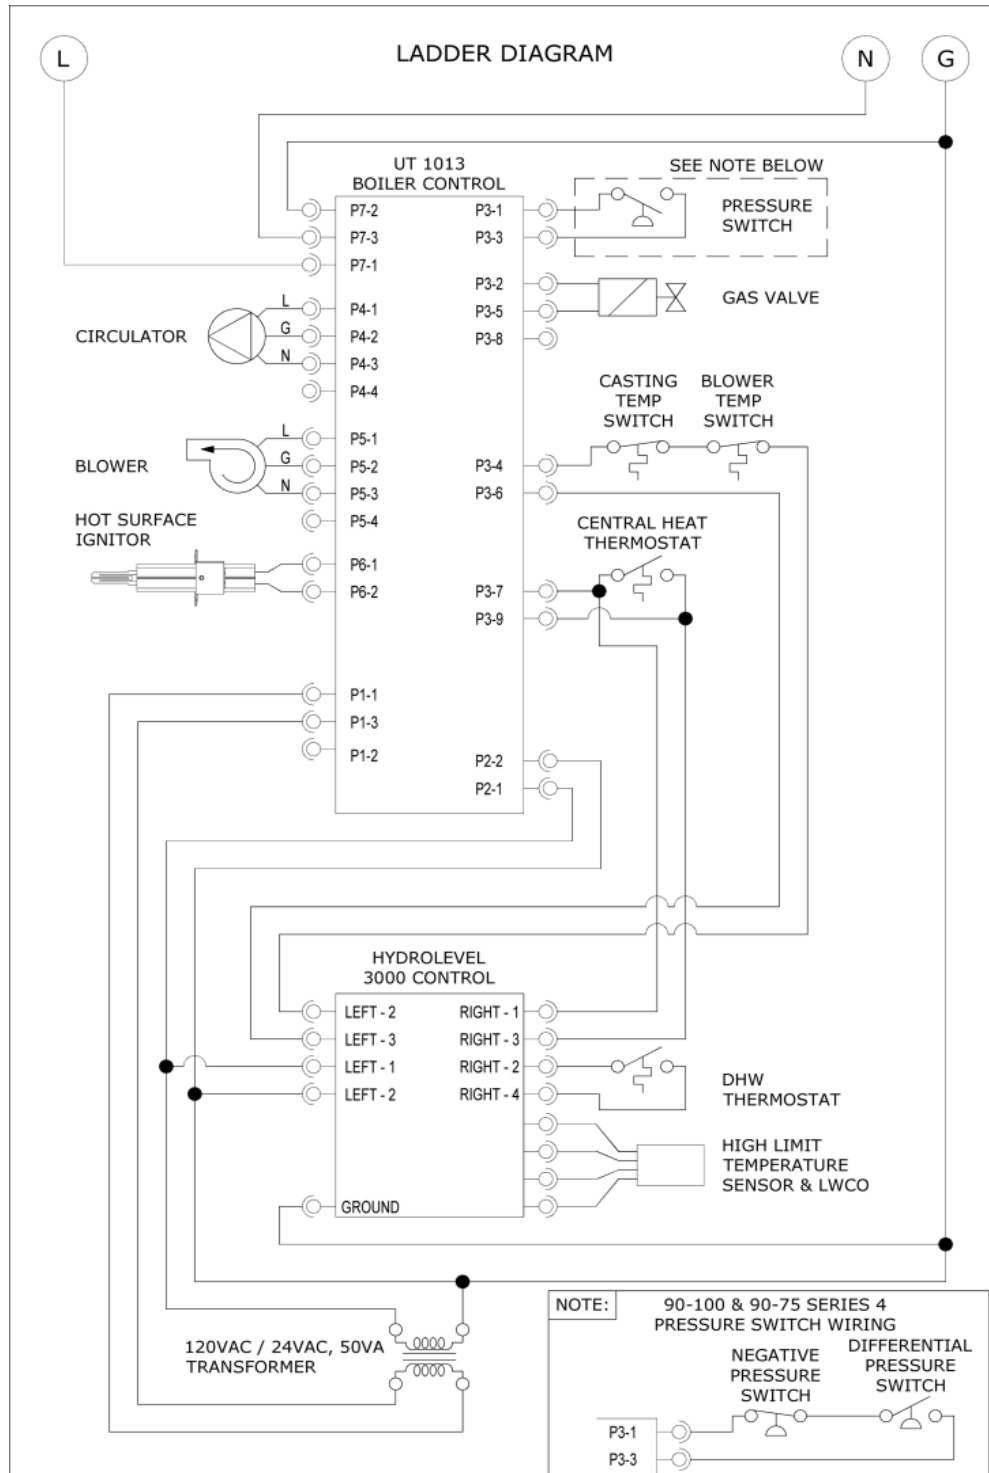 LADDER DIAGRAM
L
N
G
UT 1013
BOILER CONTROL
SEE NOTE BELOW
P7-2
P7-3
P7-1
P3-1
P3-3
PRESSURE
SWITCH
P3-2
P3-5
P3-8
GAS VALVE
CIRCULATOR
L
G
N
P4-1
P4-2
P4-3
P4-4
CASTING
TEMP
SWITCH
BLOWER
TEMP
SWITCH
BLOWER
L
G
N
P5-1
P5-2
P5-3
P5-4
P3-4
P3-6
HOT SURFACE
IGNITOR
P6-1
P6-2
CENTRAL HEAT
THERMOSTAT
P3-7
P3-9
P1-1
P1-3
P1-2
P2-2
P2-1
HYDROLEVEL
3000 CONTROL
LEFT - 2
LEFT - 3
LEFT - 1
LEFT - 2
RIGHT - 1
RIGHT - 3
RIGHT - 2
RIGHT - 4
DHW
THERMOSTAT
HIGH LIMIT
TEMPERATURE
SENSOR & LWCO
GROUND
120VAC / 24VAC, 50VA
TRANSFORMER
NOTE:
90-100 & 90-75 SERIES 4
PRESSURE SWITCH WIRING
NEGATIVE
PRESSURE
SWITCH
DIFFERENTIAL
PRESSURE
SWITCH
P3-1
P3-3